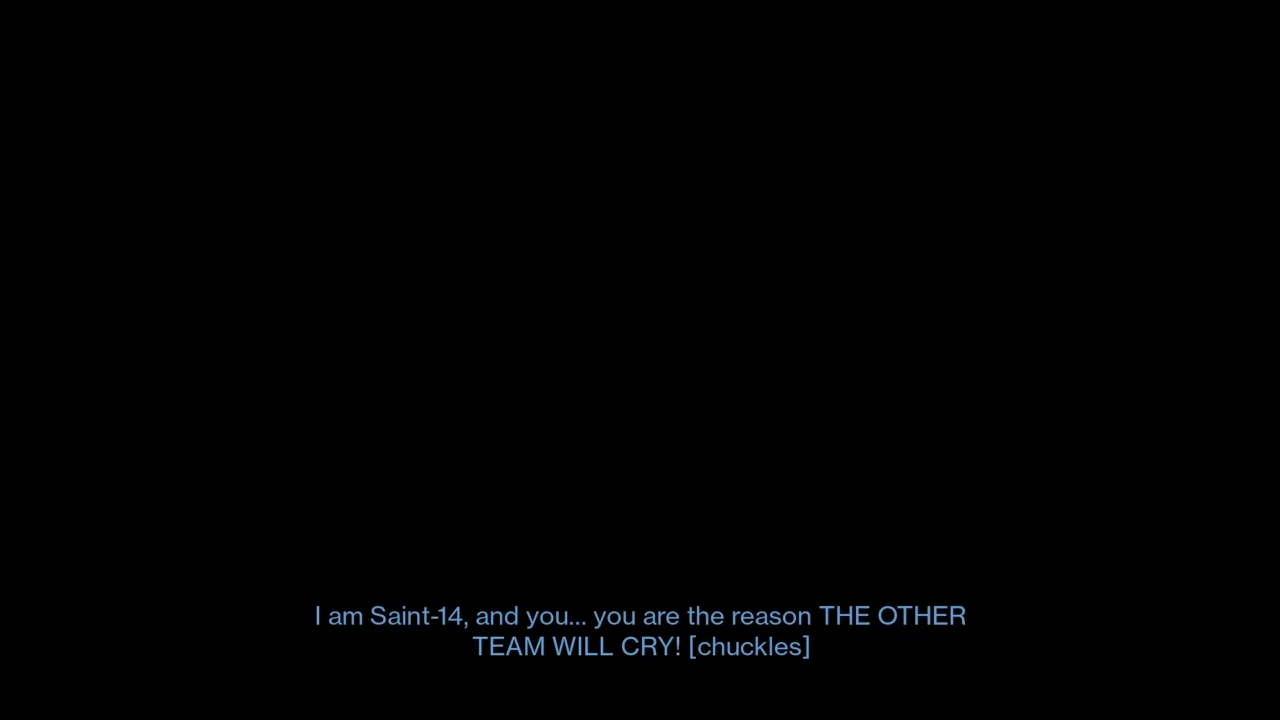 I am Saint-14, and you... you are the reason THE OTHER
TEAM WILL CRY! [chuckles]